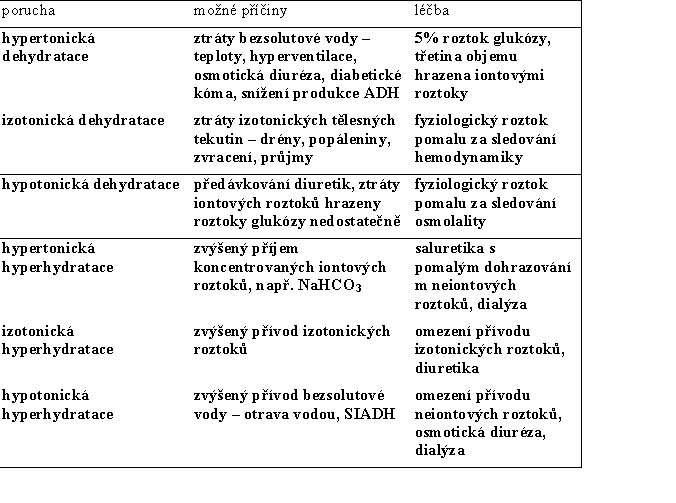 porucha
možné příčiny
léčba
hypertonická
dehydratace
ztráty bezsolutové vody –
teploty, hyperventilace,
osmotická diuréza, diabetické
kóma, snížení produkce ADH
5% roztok glukózy,
třetina objemu
hrazena iontovými
roztoky
izotonická dehydratace
ztráty izotonických tělesných
tekutin – drény, popáleniny,
zvracení, průjmy
fyziologický roztok
pomalu za sledování
hemodynamiky
hypotonická dehydratace
předávkování diuretik, ztráty
iontových roztoků hrazeny
roztoky glukózy nedostatečně
fyziologický roztok
pomalu za sledování
osmolality
hypertonická
hyperhydratace
zvýšený příjem
koncentrovaných iontových
roztoků, např. NaHCO3
saluretika s
pomalým dohrazování
m neiontových
roztoků, dialýza
izotonická
hyperhydratace
zvýšený přívod izotonických
roztoků
omezení přívodu
izotonických roztoků,
diuretika
hypotonická
hyperhydratace
zvýšený přívod bezsolutové
vody – otrava vodou, SIADH
omezení přívodu
neiontových roztoků,
osmotická diuréza,
dialýza